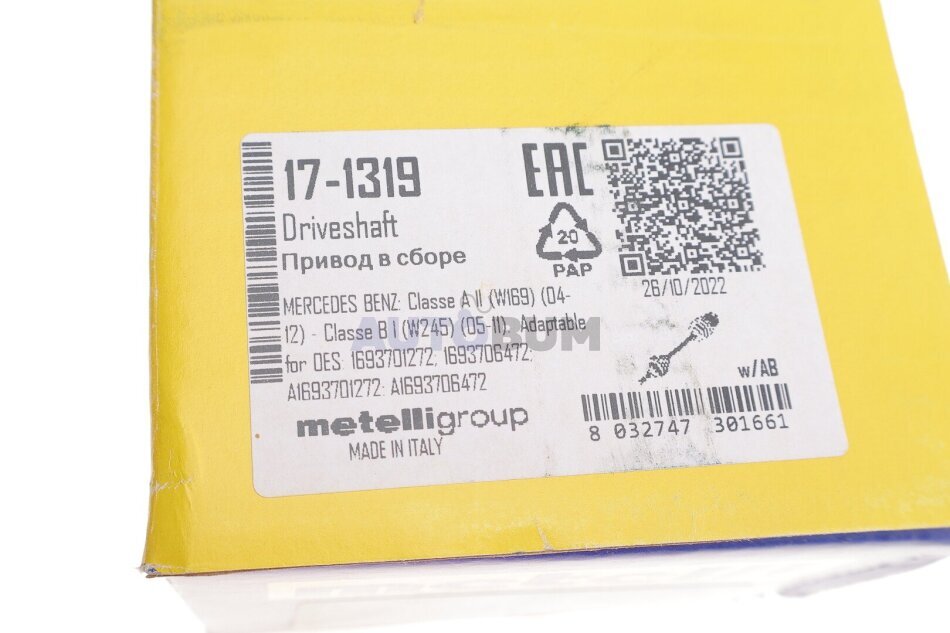 17-1319
EAC
Driveshaft
Привод в сборе
20
PAP
26/10/2022
MERCEDES BENZ: Classe A II (W169) (04-
12) - Classe B I (W245) (05-11). Adaptable
for OES: 1693701272; 1693706472;
A1693701272; A1693706472
AUTOBUM
w/AB
metelligroup
MADE IN ITALY
8 032747 301661